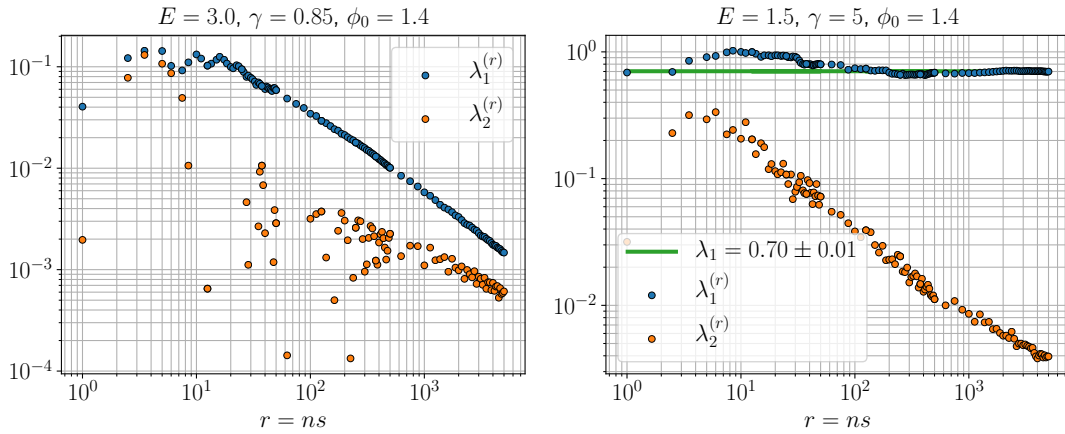 E = 3.0, γ = 0.85, ϕ₀ = 1.4
10⁻¹
10⁻²
10⁻³
10⁻⁴
λ₁⁽ʳ⁾
λ₂⁽ʳ⁾
10⁰ 10¹ 10² 10³
r = ns
E = 1.5, γ = 5, ϕ₀ = 1.4
10⁰
10⁻¹
10⁻²
λ₁ = 0.70 ± 0.01
λ₁⁽ʳ⁾
λ₂⁽ʳ⁾
10⁰ 10¹ 10² 10³
r = ns